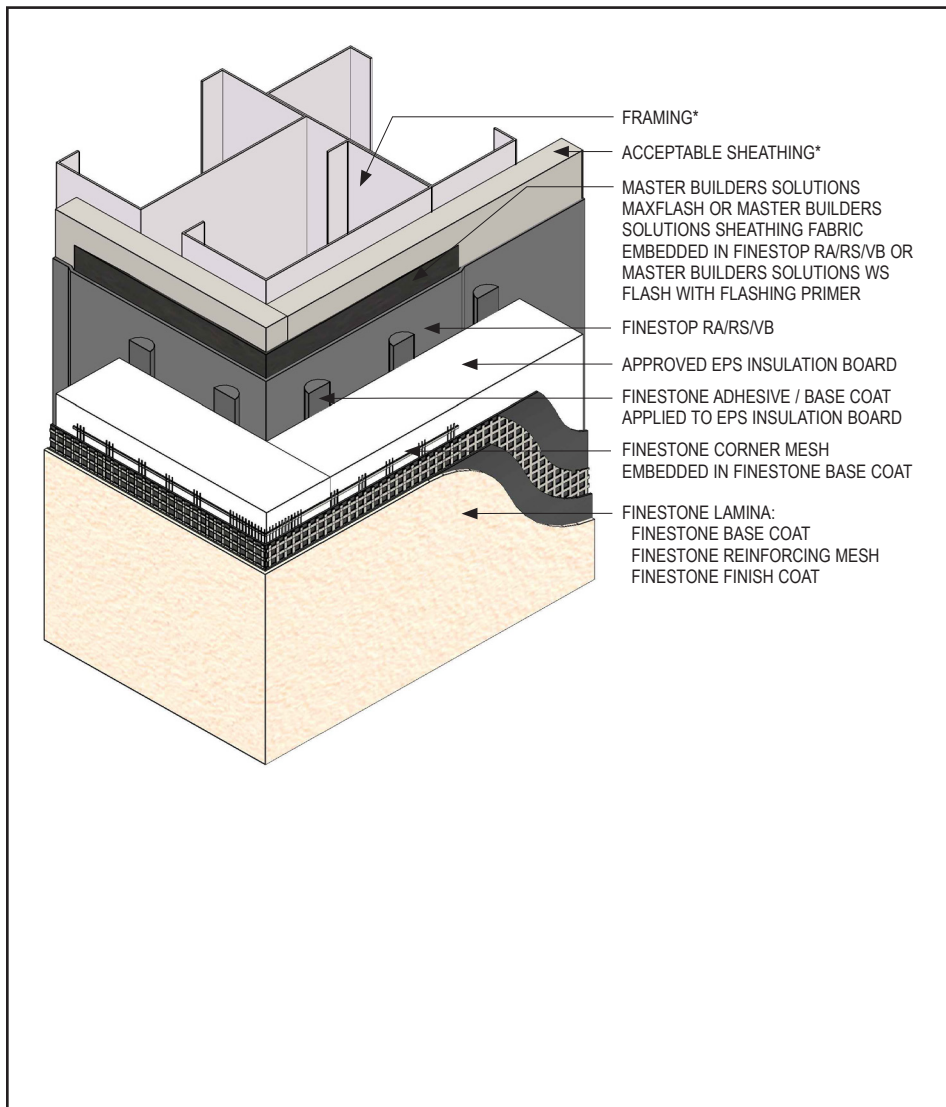 FRAMING*
ACCEPTABLE SHEATHING*
MASTER BUILDERS SOLUTIONS
MAXFLASH OR MASTER BUILDERS
SOLUTIONS SHEATHING FABRIC
EMBEDDED IN FINESTOP RA/RS/VB OR
MASTER BUILDERS SOLUTIONS WS
FLASH WITH FLASHING PRIMER
FINESTOP RA/RS/VB
APPROVED EPS INSULATION BOARD
FINESTONE ADHESIVE / BASE COAT
APPLIED TO EPS INSULATION BOARD
FINESTONE CORNER MESH
EMBEDDED IN FINESTONE BASE COAT
FINESTONE LAMINA:
FINESTONE BASE COAT
FINESTONE REINFORCING MESH
FINESTONE FINISH COAT